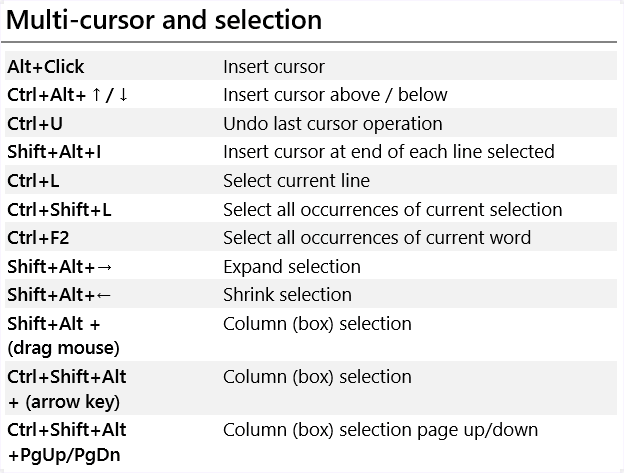 Multi-cursor and selection
Alt+Click Insert cursor
Ctrl+Alt+ ↑ / ↓ Insert cursor above / below
Ctrl+U Undo last cursor operation
Shift+Alt+I Insert cursor at end of each line selected
Ctrl+L Select current line
Ctrl+Shift+L Select all occurrences of current selection
Ctrl+F2 Select all occurrences of current word
Shift+Alt+→ Expand selection
Shift+Alt+← Shrink selection
Shift+Alt + Column (box) selection
(drag mouse)
Ctrl+Shift+Alt Column (box) selection
+ (arrow key)
Ctrl+Shift+Alt Column (box) selection page up/down
+PgUp/PgDn